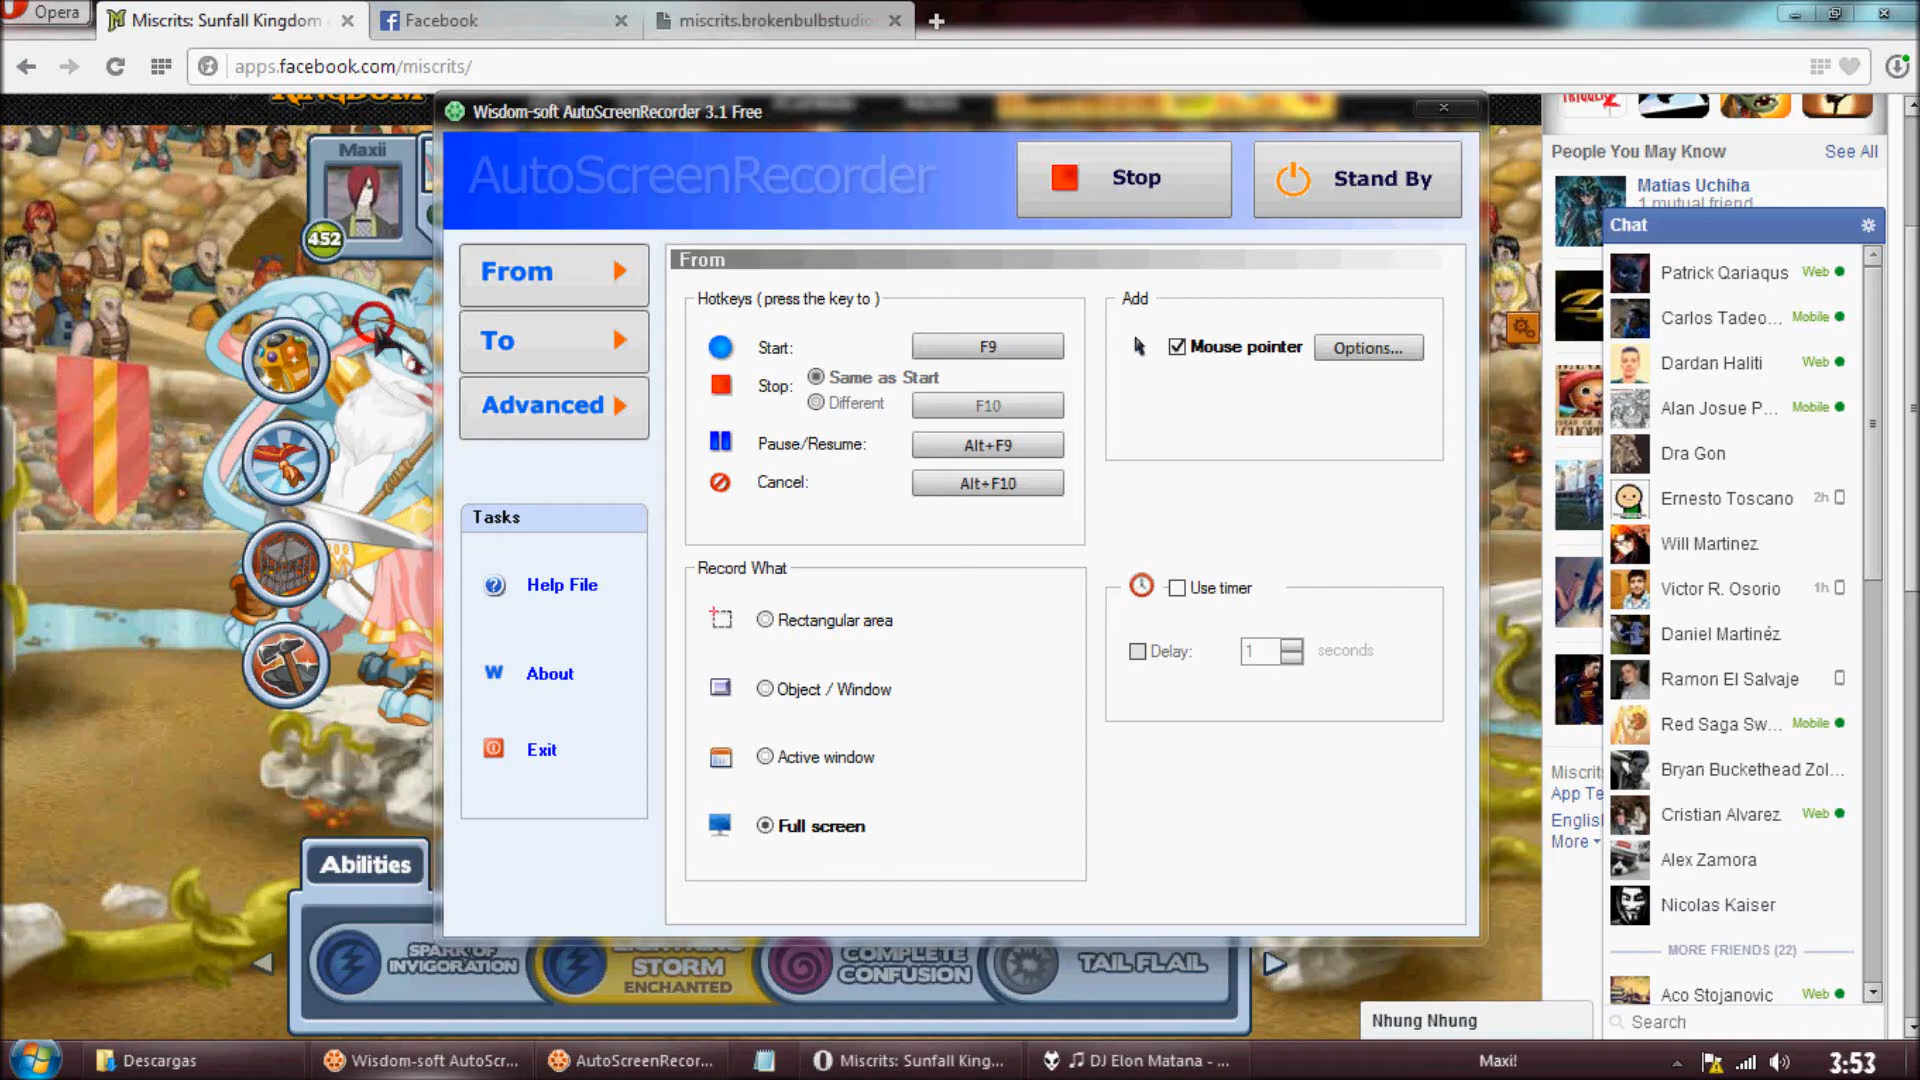 Opera
Miscrits: Sunfall Kingdom
Facebook
miscrits.brokenbulbstudio
apps.facebook.com/miscrits/
KINGDOM
Wisdom-soft AutoScreenRecorder 3.1 Free
AutoScreenRecorder
Stop
Stand By
From
To
Advanced
Tasks
Help File
About
Exit
From
Hotkeys ( press the key to )
Start:
F9
Stop:
Same as Start
Different
F10
Pause/Resume:
Alt+F9
Cancel:
Alt+F10
Add
Mouse pointer
Options...
Record What
Rectangular area
Object / Window
Active window
Full screen
Use timer
Delay:
1
seconds
Maxii
452
Abilities
SPARK OF
INVIGORATION
LIGHTNING
STORM
ENCHANTED
COMPLETE
CONFUSION
TAIL FLAIL
People You May Know
See All
Matias Uchiha
1 mutual friend
Chat
Patrick Qariaqus Web
Carlos Tadeo... Mobile
Dardan Haliti Web
Alan Josue P... Mobile
Dra Gon
Ernesto Toscano 2h
Will Martinez
Victor R. Osorio 1h
Daniel Martinéz
Ramon El Salvaje
Red Saga Sw... Mobile
Bryan Buckethead Zol...
Cristian Alvarez Web
Alex Zamora
Nicolas Kaiser
MORE FRIENDS (22)
Aco Stojanovic Web
Search
Miscrits
App Te
English
More
Nhung Nhung
Descargas
Wisdom-soft AutoScr...
AutoScreenRecor...
Miscrits: Sunfall King...
DJ Elon Matana - ...
Maxi!
3:53